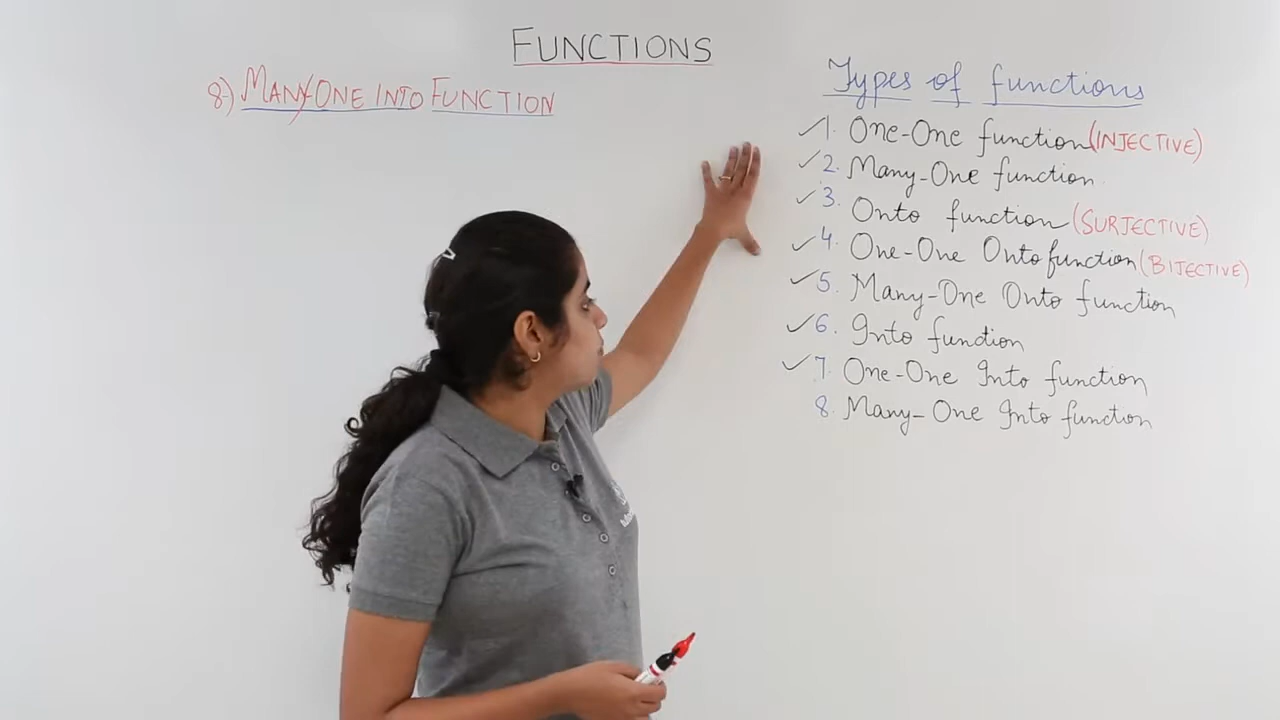 FUNCTIONS
8) MANY-ONE INTO FUNCTION
Types of functions
1. One-One function (INJECTIVE)
2. Many-One function.
3. Onto function (SURJECTIVE)
4. One-One Onto function (BIJECTIVE)
5. Many-One Onto function
6. Into function
7. One-One Into function
8. Many-One Into function